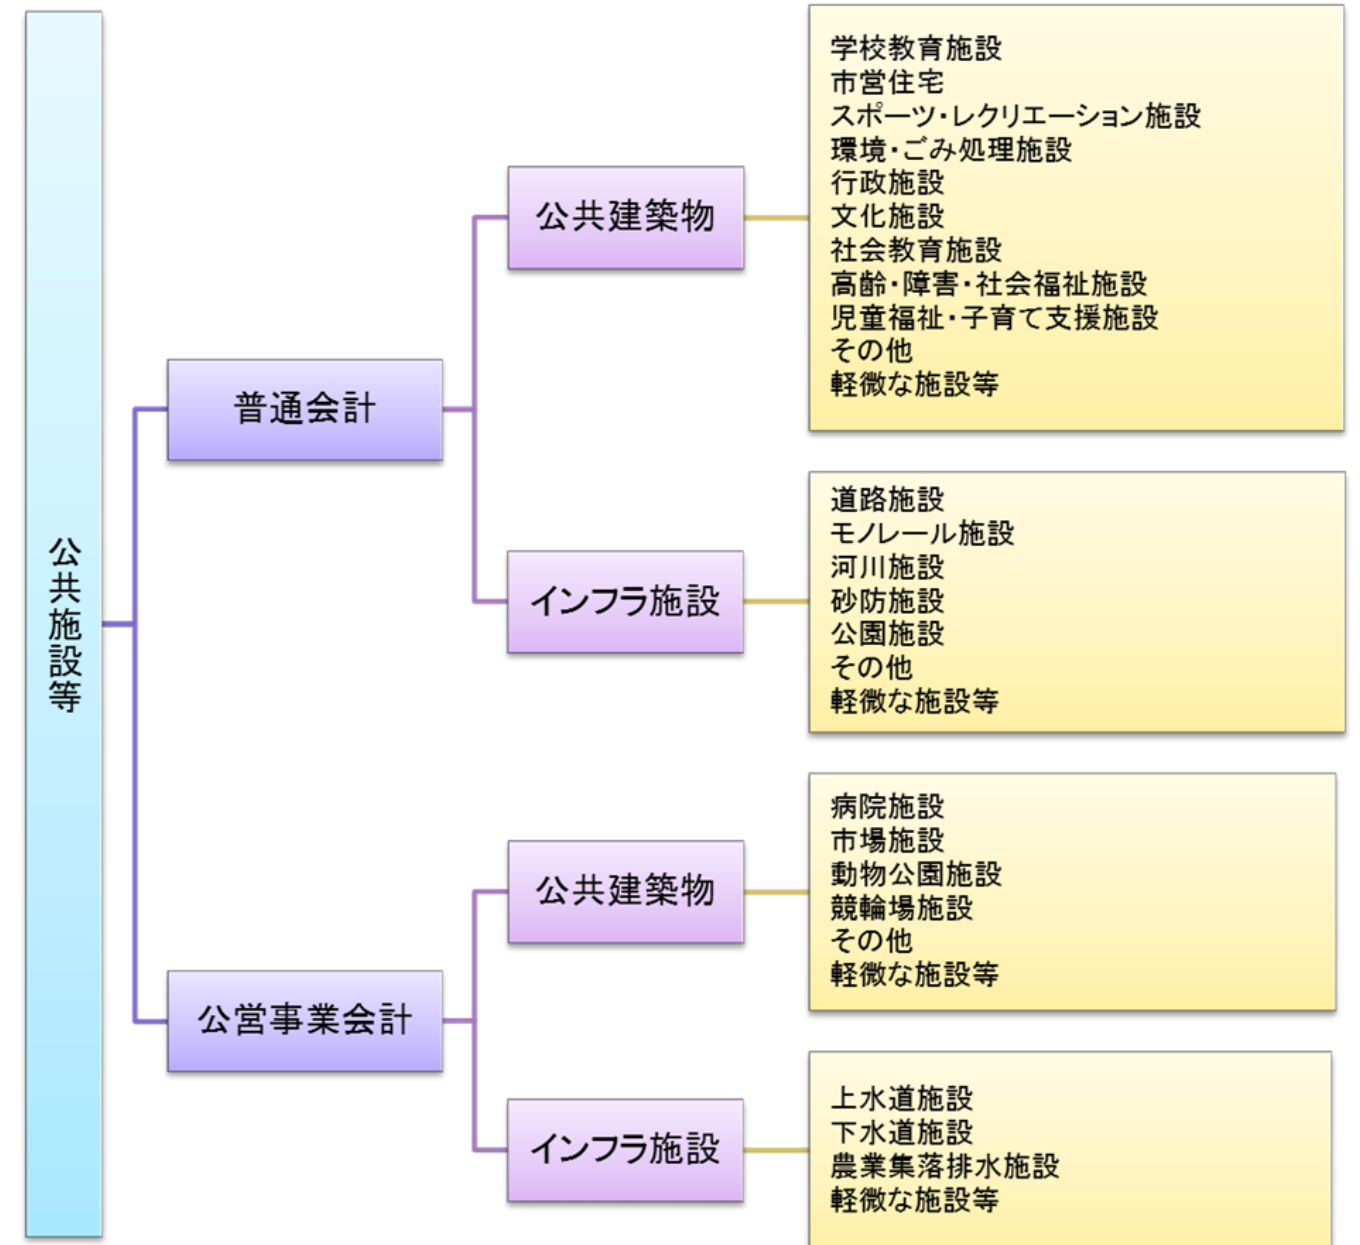 公共施設等
普通会計
公共建築物
学校教育施設
市営住宅
スポーツ・レクリエーション施設
環境・ごみ処理施設
行政施設
文化施設
社会教育施設
高齢・障害・社会福祉施設
児童福祉・子育て支援施設
その他
軽微な施設等
インフラ施設
道路施設
モノレール施設
河川施設
砂防施設
公園施設
その他
軽微な施設等
公営事業会計
公共建築物
病院施設
市場施設
動物公園施設
競輪場施設
その他
軽微な施設等
インフラ施設
上水道施設
下水道施設
農業集落排水施設
軽微な施設等